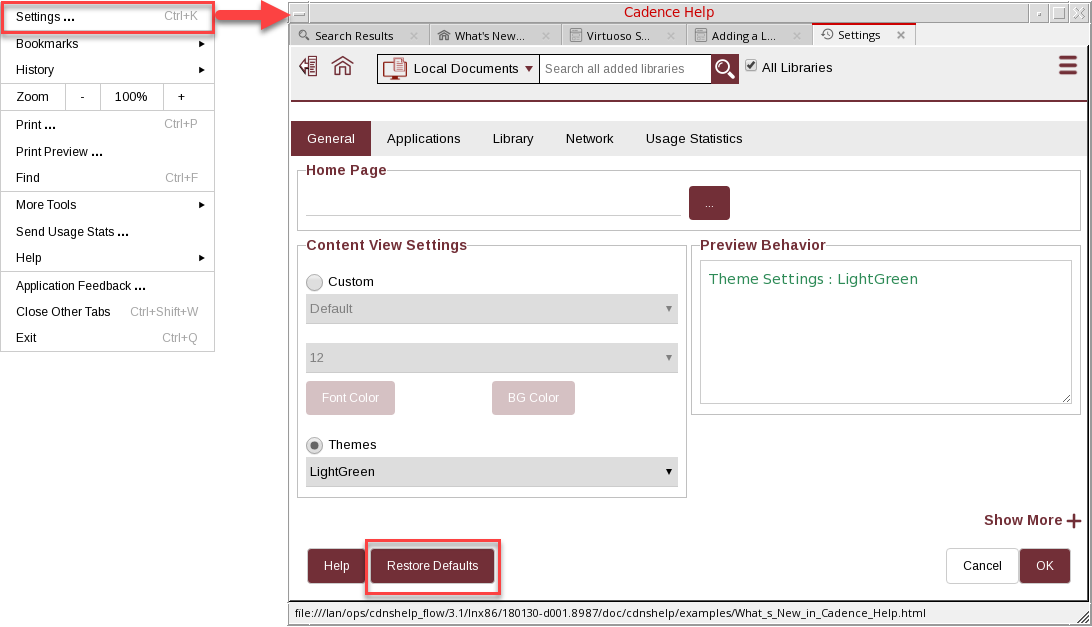 Settings ... Ctrl+K
Bookmarks
History
Zoom - 100% +
Print ... Ctrl+P
Print Preview ...
Find Ctrl+F
More Tools
Send Usage Stats ...
Help
Application Feedback ...
Close Other Tabs Ctrl+Shift+W
Exit Ctrl+Q
Cadence Help
Search Results What's New... Virtuoso S... Adding a L... Settings
Local Documents Search all added libraries All Libraries
General Applications Library Network Usage Statistics
Home Page
...
Content View Settings
Custom
Default
12
Font Color BG Color
Themes
LightGreen
Preview Behavior
Theme Settings : LightGreen
Show More
Help Restore Defaults Cancel OK
file:///lan/ops/cdnshelp_flow/3.1/lnx86/180130-d001.8987/doc/cdnshelp/examples/What_s_New_in_Cadence_Help.html